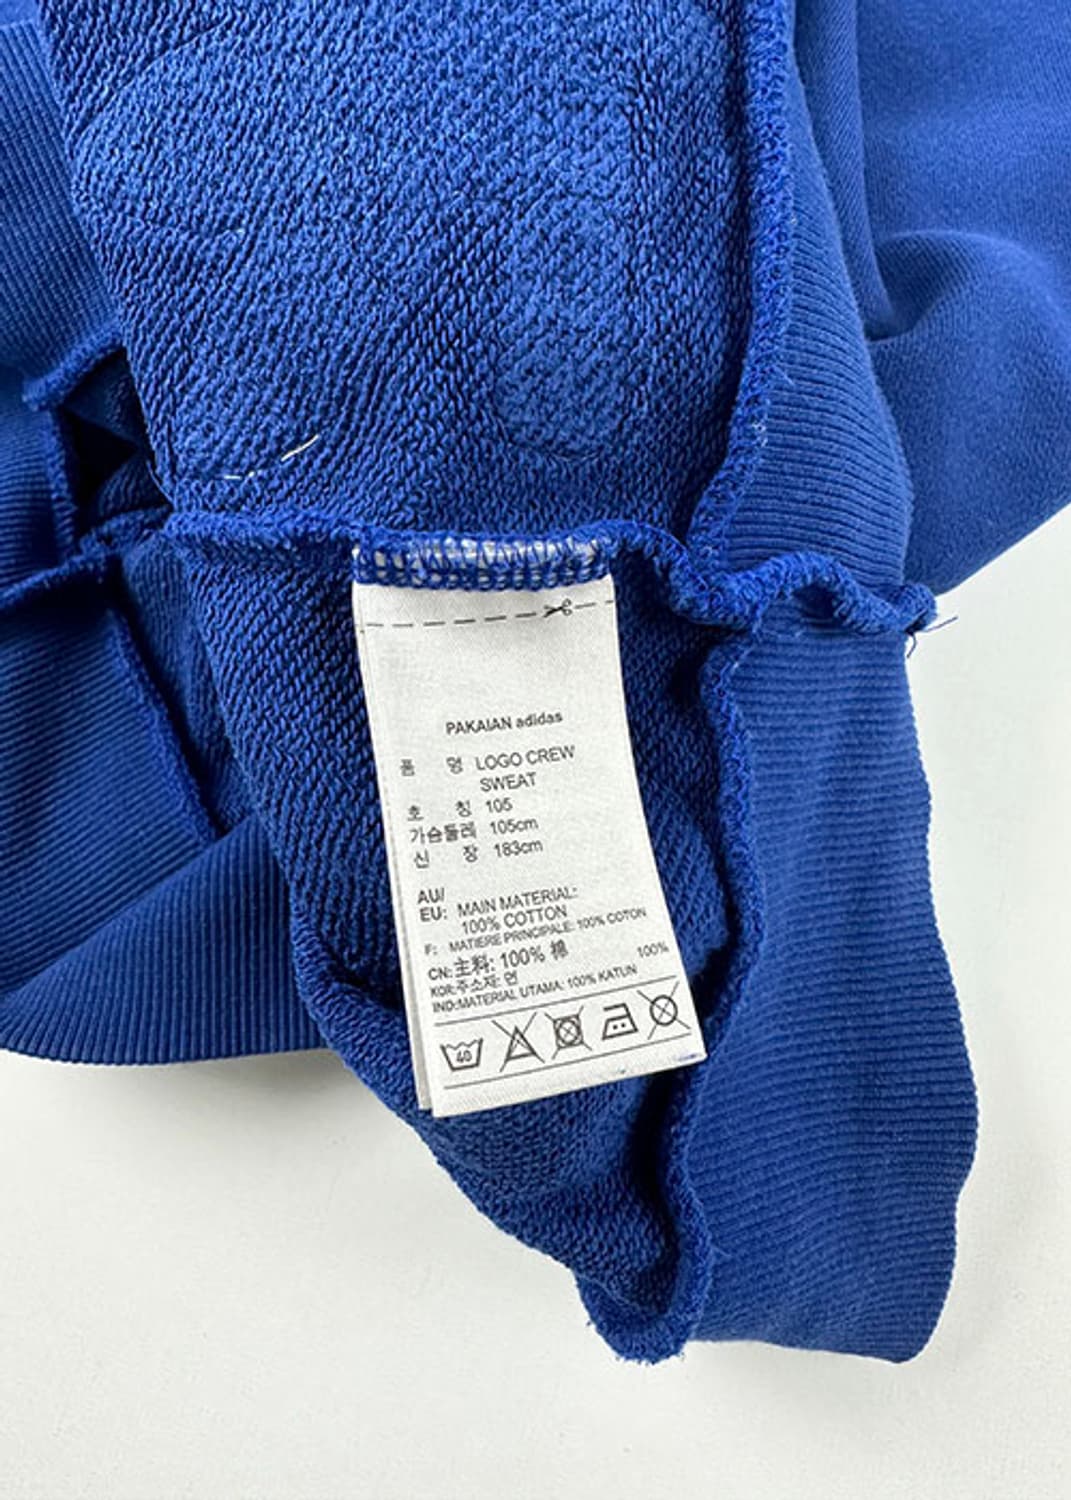 PAKAIAN adidas
품 명 LOGO CREW
SWEAT
호 칭 105
가슴둘레 105cm
신 장 183cm
AU/
EU: MAIN MATERIAL:
100% COTTON
F: MATIERE PRINCIPALE: 100% COTON
CN: 主料: 100% 棉
KOR:주소재: 면 100%
IND:MATERIAL UTAMA: 100% KATUN
40